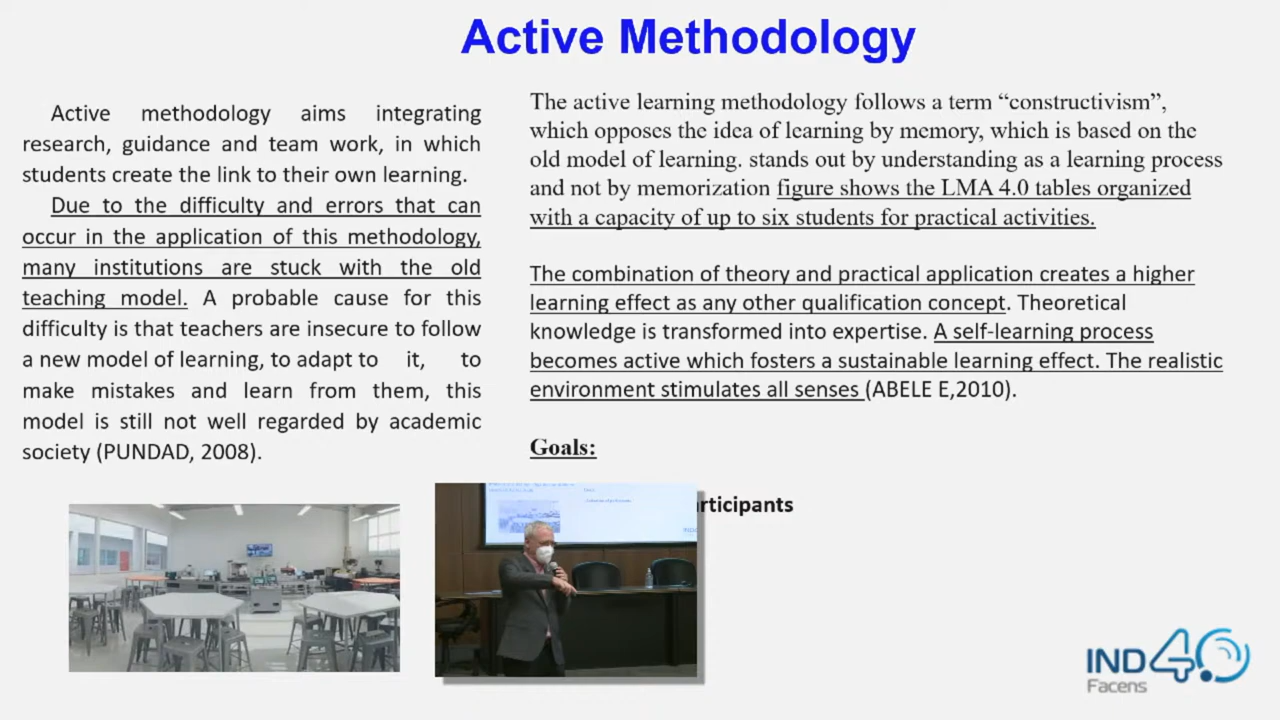 Active Methodology
Active methodology aims integrating
research, guidance and team work, in which
students create the link to their own learning.
Due to the difficulty and errors that can
occur in the application of this methodology,
many institutions are stuck with the old
teaching model. A probable cause for this
difficulty is that teachers are insecure to follow
a new model of learning, to adapt to it, to
make mistakes and learn from them, this
model is still not well regarded by academic
society (PUNDAD, 2008).
The active learning methodology follows a term “constructivism”,
which opposes the idea of learning by memory, which is based on the
old model of learning. stands out by understanding as a learning process
and not by memorization figure shows the LMA 4.0 tables organized
with a capacity of up to six students for practical activities.
The combination of theory and practical application creates a higher
learning effect as any other qualification concept. Theoretical
knowledge is transformed into expertise. A self-learning process
becomes active which fosters a sustainable learning effect. The realistic
environment stimulates all senses (ABELE E,2010).
Goals:
rticipants
IND 4.0
Facens